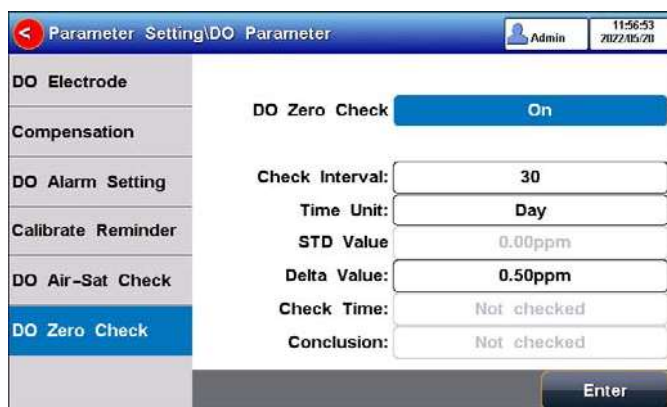 < Parameter Setting\DO Parameter
Admin
11:56:53
2022/05/20
DO Electrode
Compensation
DO Alarm Setting
Calibrate Reminder
DO Air-Sat Check
DO Zero Check
DO Zero Check On
Check Interval: 30
Time Unit: Day
STD Value 0.00ppm
Delta Value: 0.50ppm
Check Time: Not checked
Conclusion: Not checked
Enter